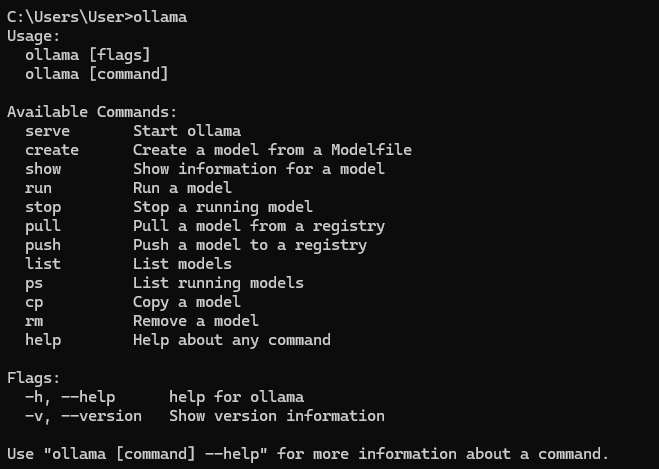 C:\Users\User>ollama
Usage:
  ollama [flags]
  ollama [command]

Available Commands:
  serve       Start ollama
  create      Create a model from a Modelfile
  show        Show information for a model
  run         Run a model
  stop        Stop a running model
  pull        Pull a model from a registry
  push        Push a model to a registry
  list        List models
  ps          List running models
  cp          Copy a model
  rm          Remove a model
  help        Help about any command

Flags:
  -h, --help      help for ollama
  -v, --version   Show version information

Use "ollama [command] --help" for more information about a command.